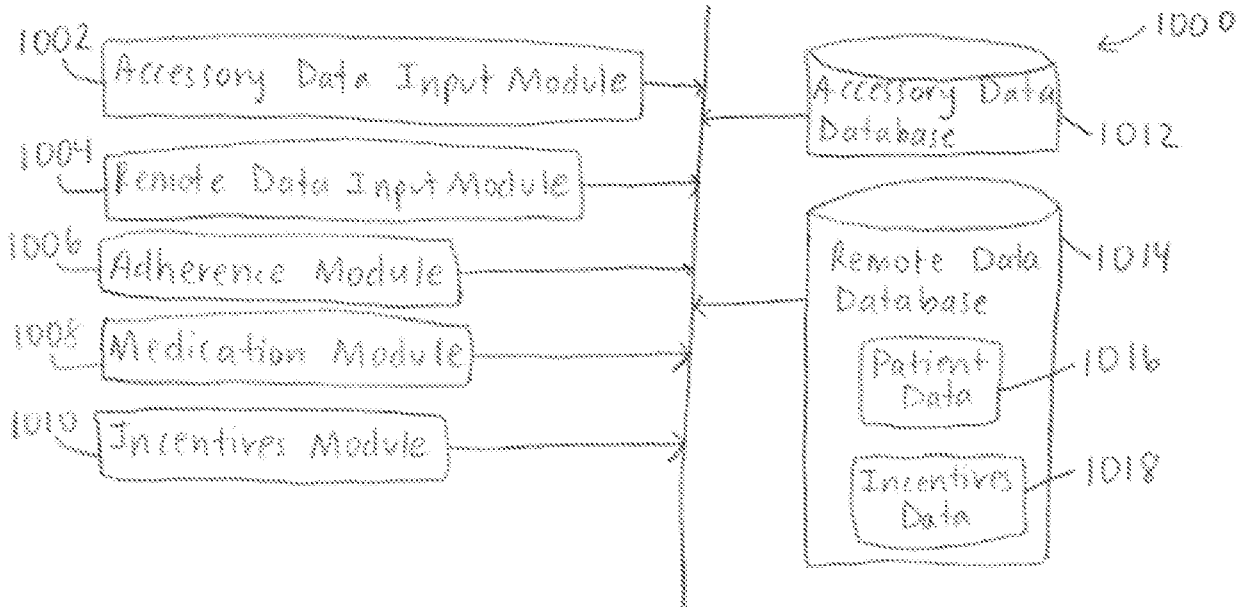 1002
Accessory Data Input Module
1004
Remote Data Input Module
1006
Adherence Module
1008
Medication Module
1010
Incentives Module
1000
Accessory Data
Database
1012
Remote Data
Database
1014
Patient
Data
1016
Incentives
Data
1018